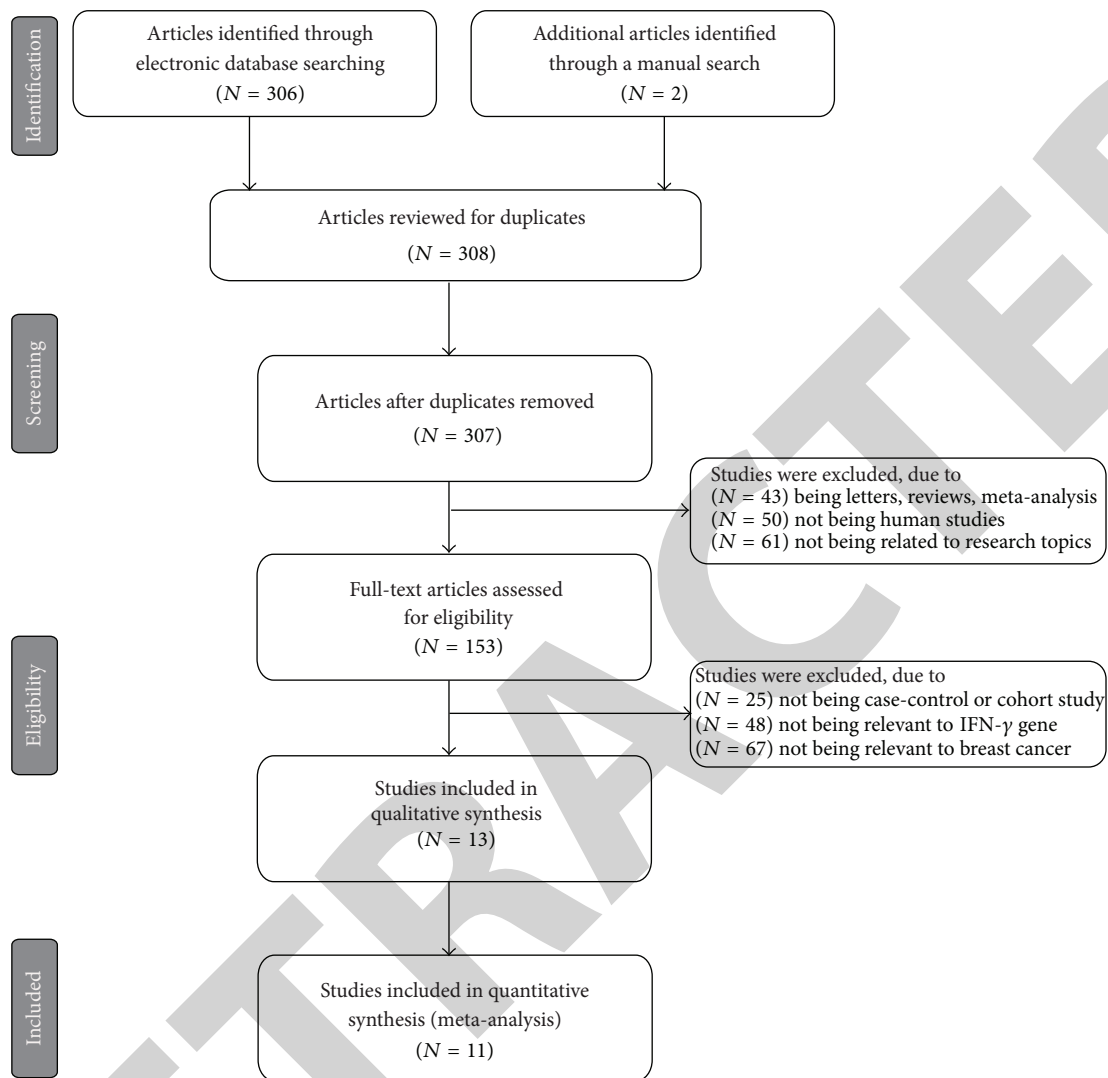 Identification
Articles identified through
electronic database searching
(N = 306)
Additional articles identified
through a manual search
(N = 2)
Articles reviewed for duplicates
(N = 308)
Screening
Articles after duplicates removed
(N = 307)
Studies were excluded, due to
(N = 43) being letters, reviews, meta-analysis
(N = 50) not being human studies
(N = 61) not being related to research topics
Eligibility
Full-text articles assessed
for eligibility
(N = 153)
Studies were excluded, due to
(N = 25) not being case-control or cohort study
(N = 48) not being relevant to IFN-γ gene
(N = 67) not being relevant to breast cancer
Studies included in
qualitative synthesis
(N = 13)
Included
Studies included in quantitative
synthesis (meta-analysis)
(N = 11)
TRACTE